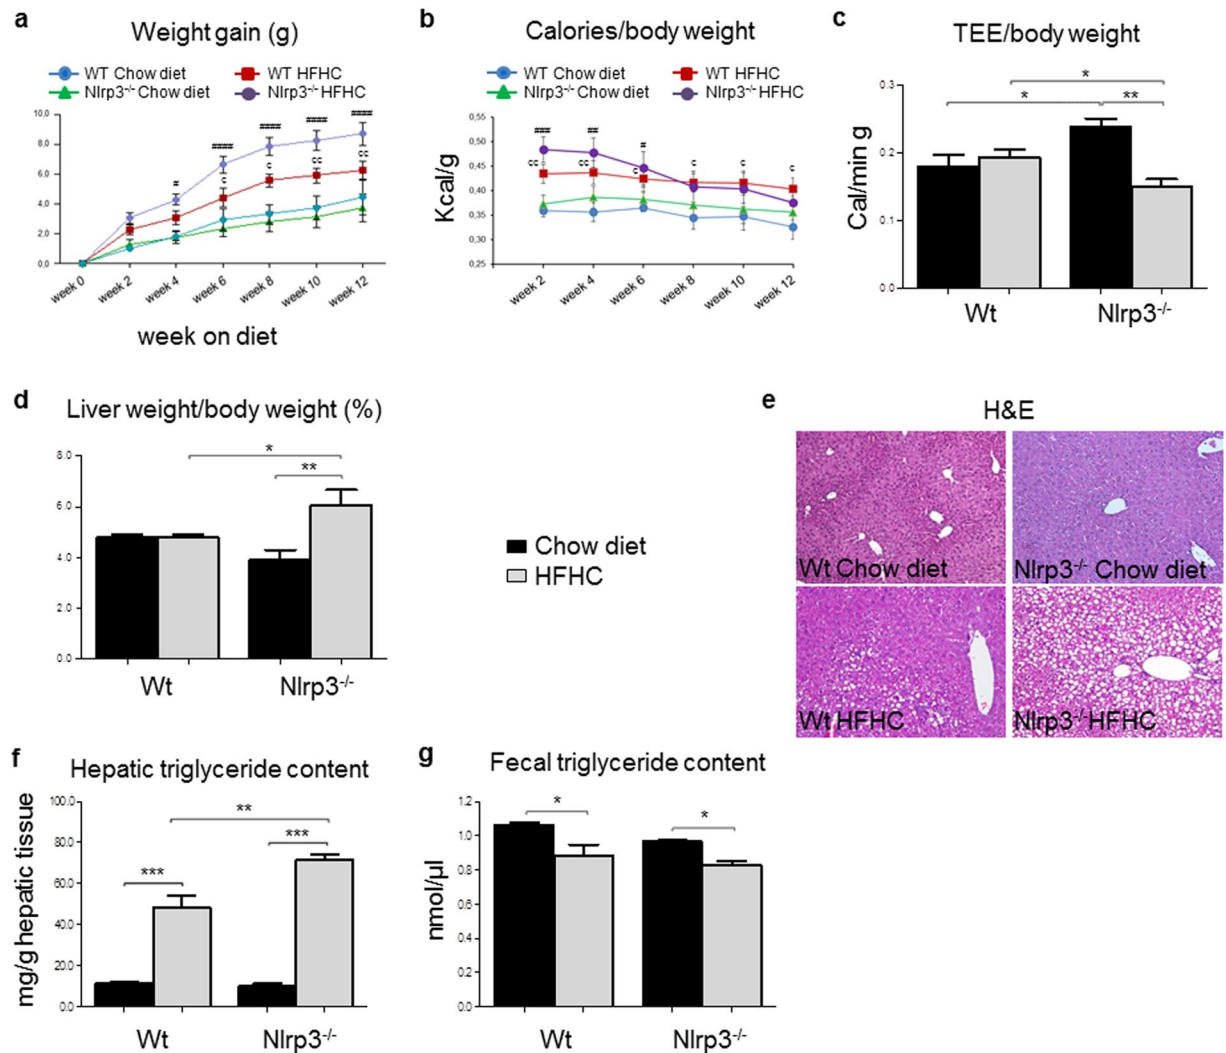 a
Weight gain (g)
WT Chow diet
WT HFHC
Nlrp3-/- Chow diet
Nlrp3-/- HFHC
10,0
8,0
6,0
4,0
2,0
0,0
#
####
####
####
####
c
c
cc
cc
week 0
week 2
week 4
week 6
week 8
week 10
week 12
week on diet
b
Calories/body weight
WT Chow diet
WT HFHC
Nlrp3-/- Chow diet
Nlrp3-/- HFHC
Kcal/g
0,55
0,50
0,45
0,40
0,35
0,30
0,25
###
##
#
cc
cc
c
c
c
c
week 2
week 4
week 6
week 8
week 10
week 12
c
TEE/body weight
Cal/min g
0.3
0.2
0.1
0.0
*
*
**
Wt
Nlrp3-/-
d
Liver weight/body weight (%)
8.0
6.0
4.0
2.0
0.0
*
**
Wt
Nlrp3-/-
Chow diet
HFHC
e
H&E
Wt Chow diet
Nlrp3-/- Chow diet
Wt HFHC
Nlrp3-/-HFHC
f
Hepatic triglyceride content
mg/g hepatic tissue
100.0
80.0
60.0
40.0
20.0
0.0
***
**
***
Wt
Nlrp3-/-
g
Fecal triglyceride content
nmol/µl
1.2
1.0
0.8
0.6
0.4
0.2
0.0
*
*
Wt
Nlrp3-/-